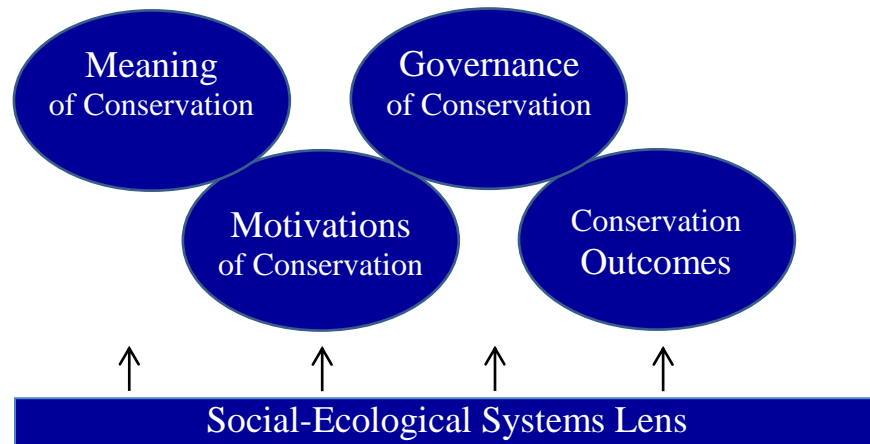 Meaning
of Conservation
Governance
of Conservation
Motivations
of Conservation
Conservation
Outcomes
Social-Ecological Systems Lens